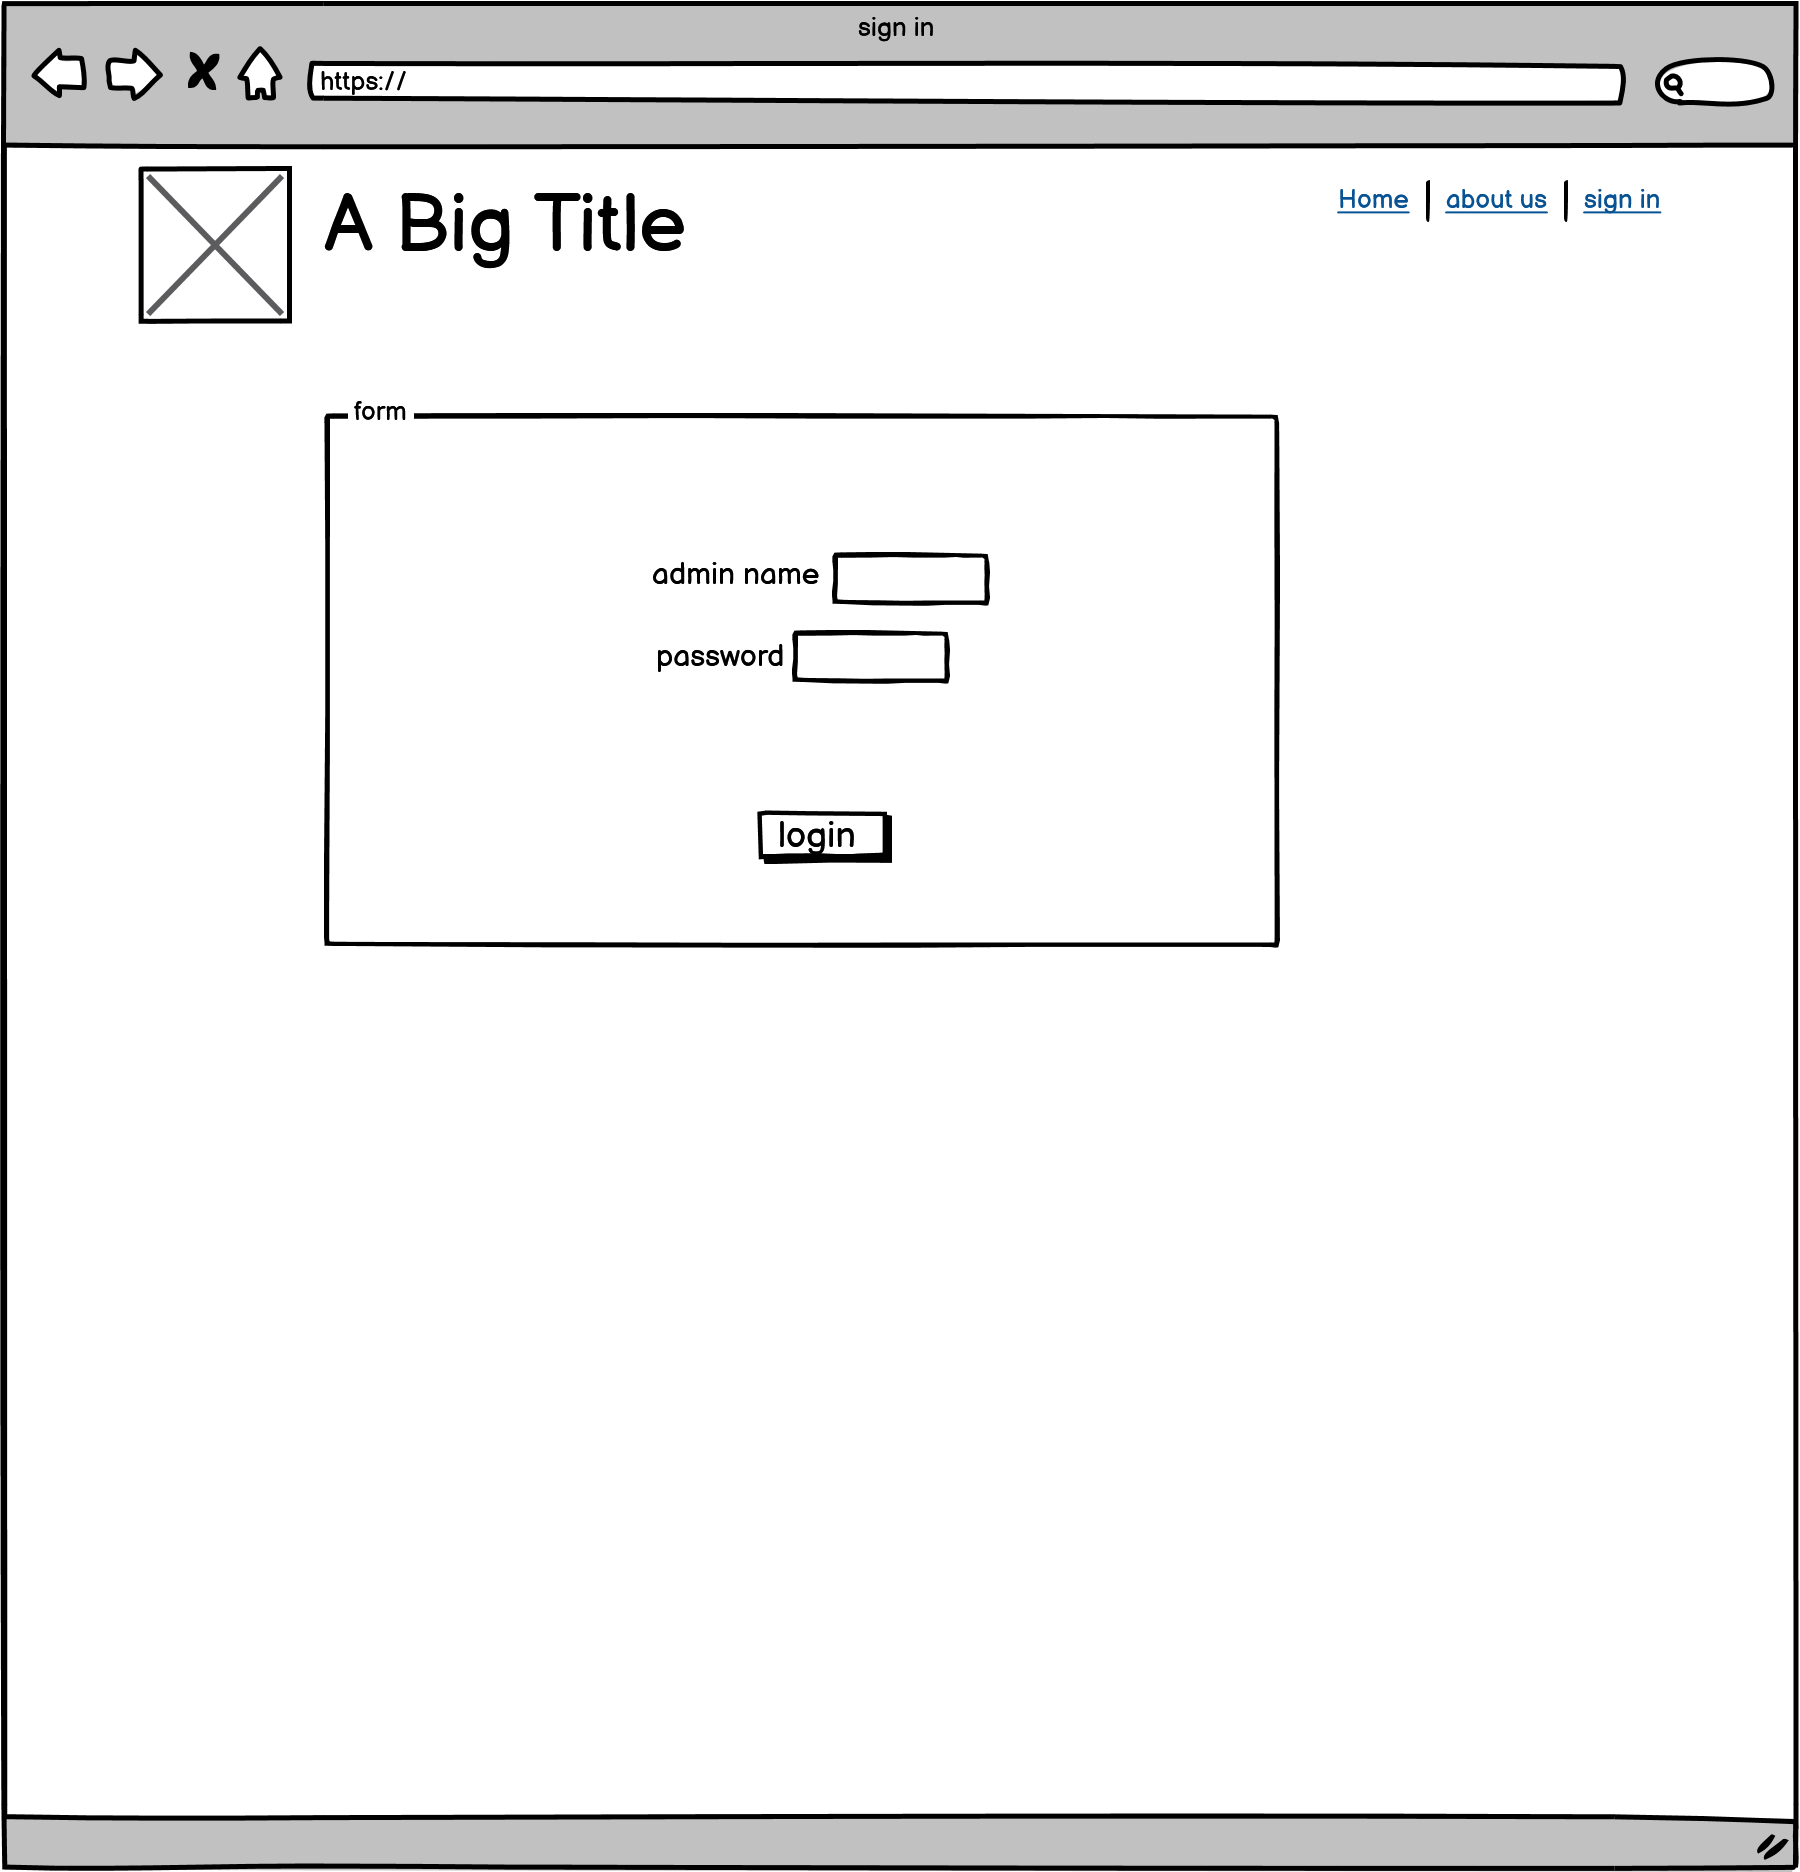 sign in
https://
A Big Title
Home about us sign in
form
admin name
password
login